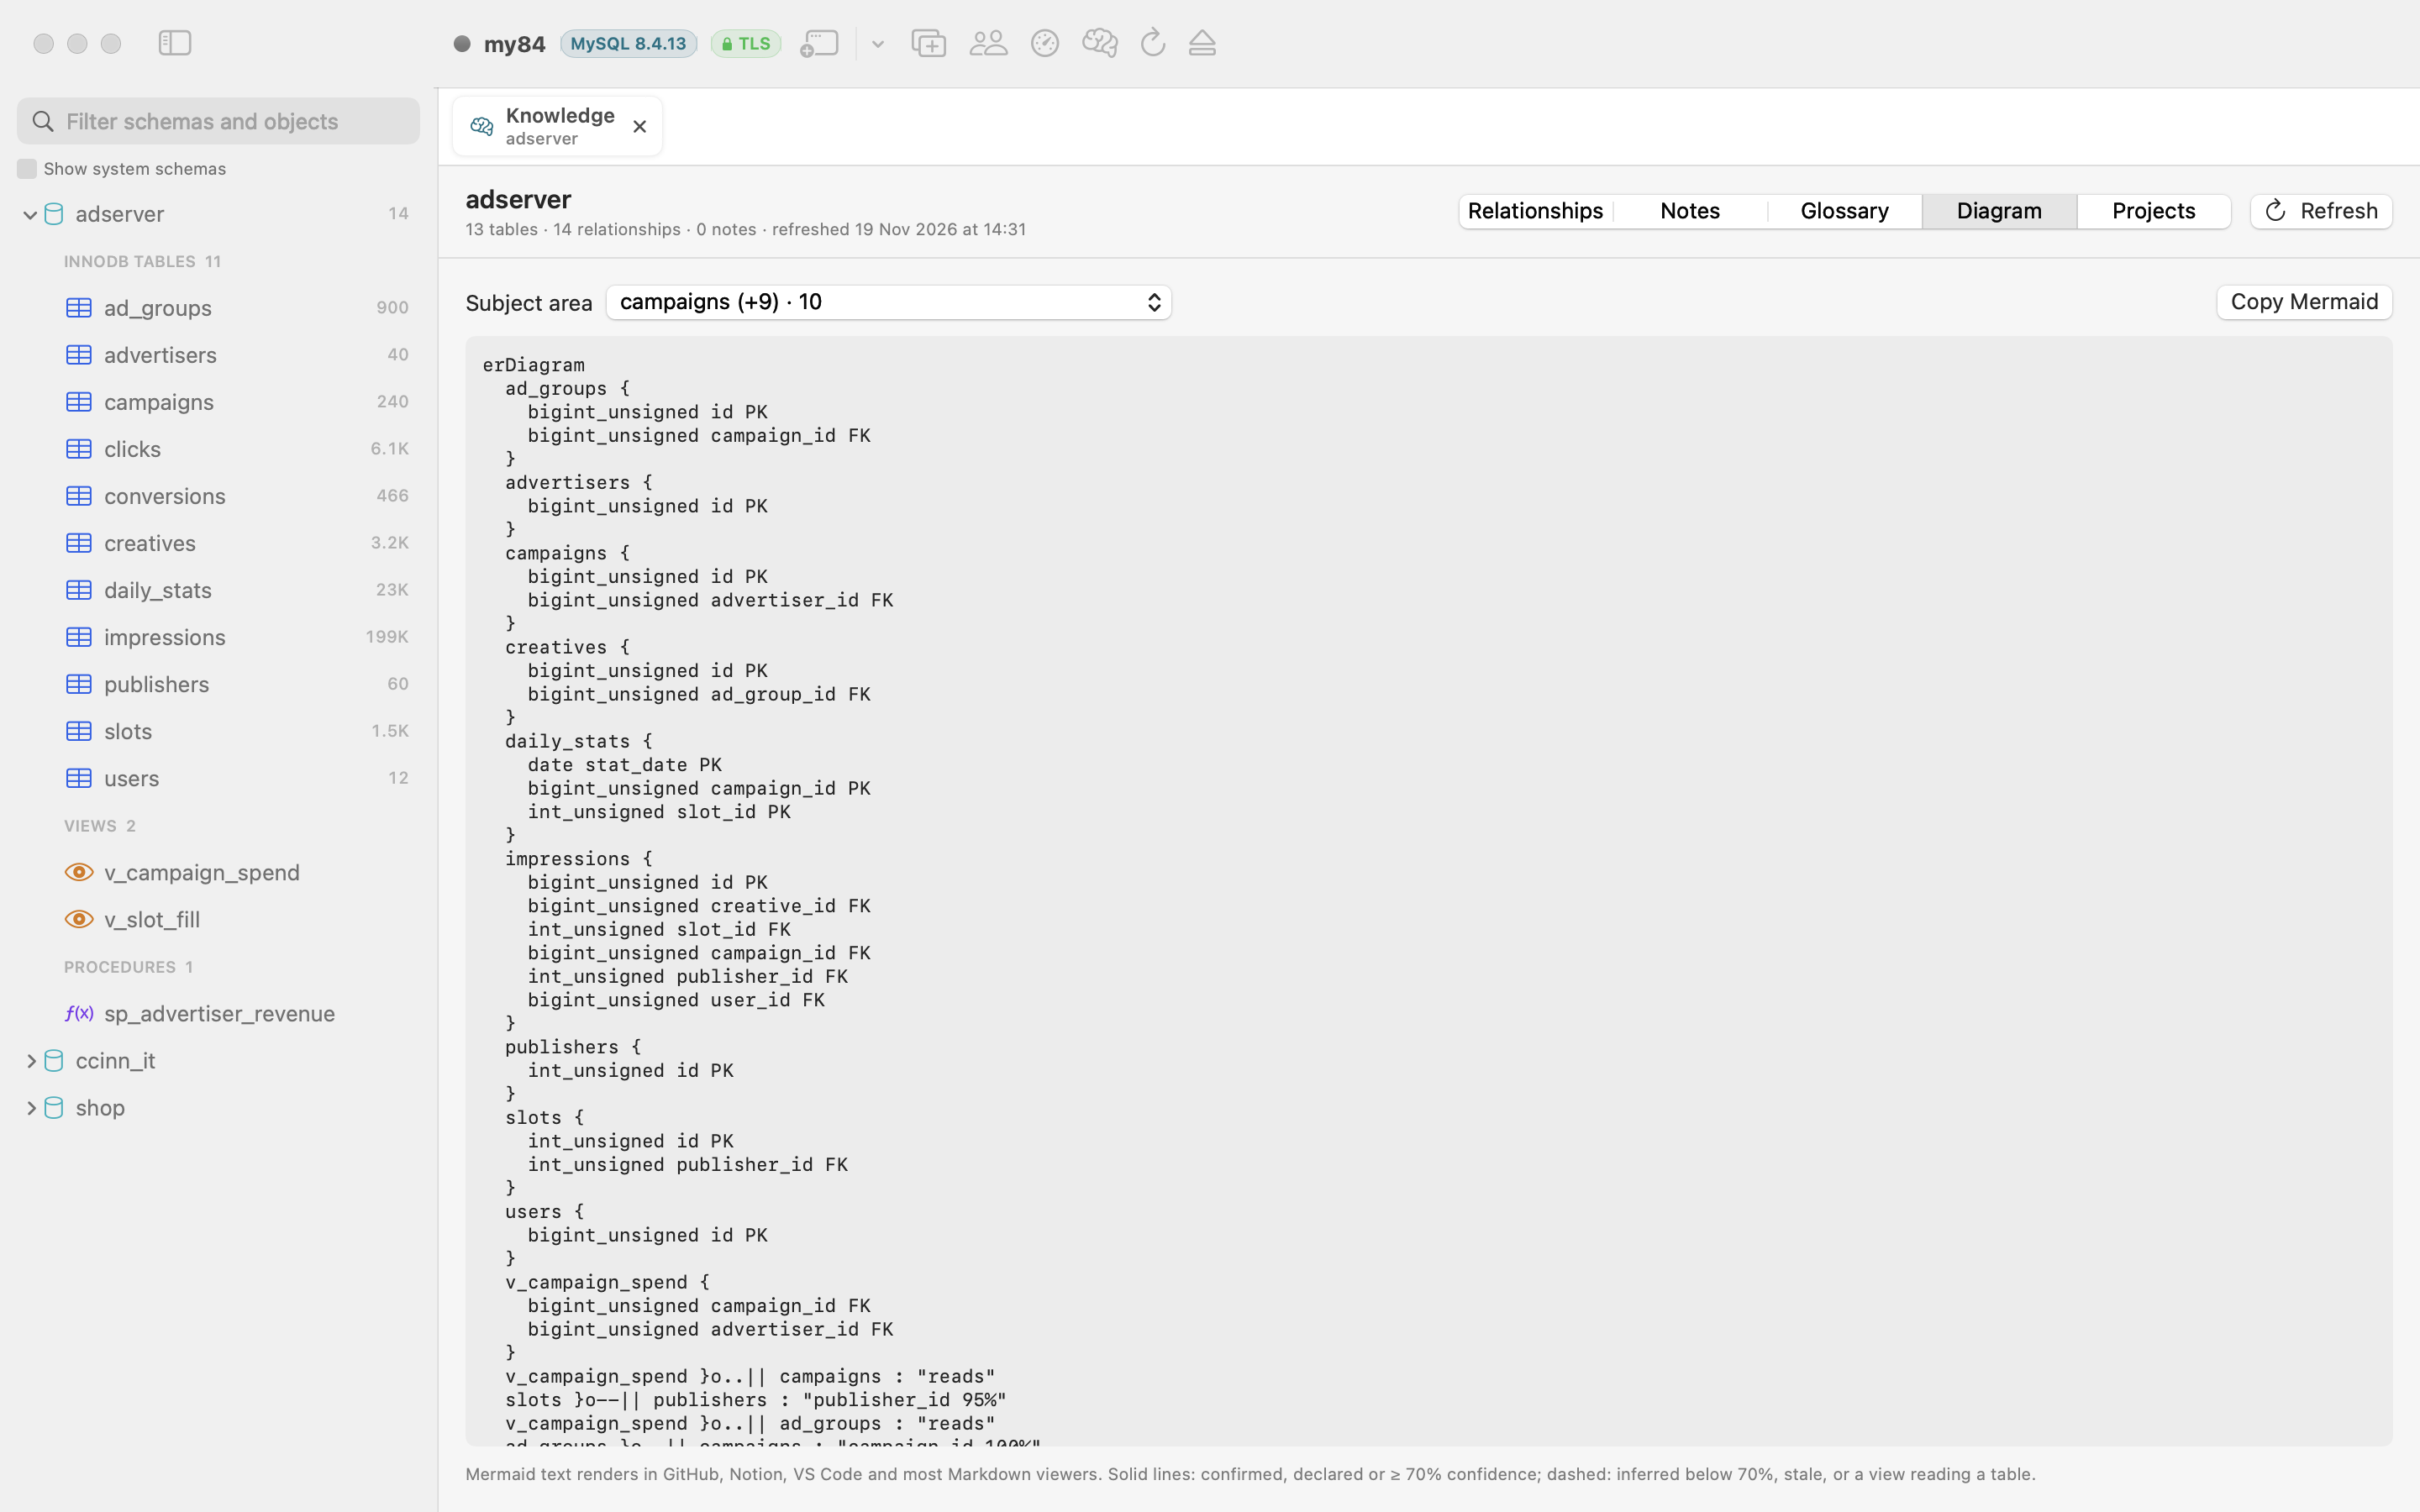 my84 MySQL 8.4.13 TLS
Filter schemas and objects
Show system schemas
adserver 14
INNODB TABLES 11
ad_groups 900
advertisers 40
campaigns 240
clicks 6.1K
conversions 466
creatives 3.2K
daily_stats 23K
impressions 199K
publishers 60
slots 1.5K
users 12
VIEWS 2
v_campaign_spend
v_slot_fill
PROCEDURES 1
f(x) sp_advertiser_revenue
ccinn_it
shop
Knowledge
adserver
adserver
13 tables · 14 relationships · 0 notes · refreshed 19 Nov 2026 at 14:31
Relationships Notes Glossary Diagram Projects Refresh
Subject area campaigns (+9) · 10 Copy Mermaid
erDiagram
ad_groups {
bigint_unsigned id PK
bigint_unsigned campaign_id FK
}
advertisers {
bigint_unsigned id PK
}
campaigns {
bigint_unsigned id PK
bigint_unsigned advertiser_id FK
}
creatives {
bigint_unsigned id PK
bigint_unsigned ad_group_id FK
}
daily_stats {
date stat_date PK
bigint_unsigned campaign_id PK
int_unsigned slot_id PK
}
impressions {
bigint_unsigned id PK
bigint_unsigned creative_id FK
int_unsigned slot_id FK
bigint_unsigned campaign_id FK
int_unsigned publisher_id FK
bigint_unsigned user_id FK
}
publishers {
int_unsigned id PK
}
slots {
int_unsigned id PK
int_unsigned publisher_id FK
}
users {
bigint_unsigned id PK
}
v_campaign_spend {
bigint_unsigned campaign_id FK
bigint_unsigned advertiser_id FK
}
v_campaign_spend }o..|| campaigns : "reads"
slots }o--|| publishers : "publisher_id 95%"
v_campaign_spend }o..|| ad_groups : "reads"
ad_groups }o--|| campaigns : "campaign_id 100%"
Mermaid text renders in GitHub, Notion, VS Code and most Markdown viewers. Solid lines: confirmed, declared or ≥ 70% confidence; dashed: inferred below 70%, stale, or a view reading a table.